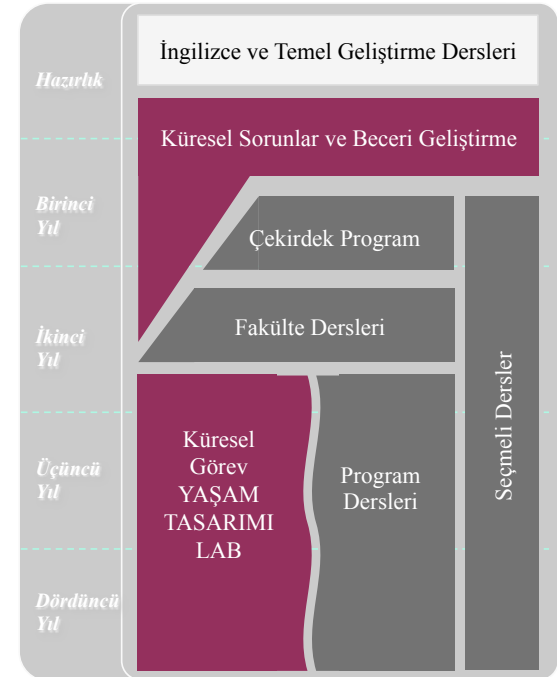 İngilizce ve Temel Geliştirme Dersleri
Hazırlık
Küresel Sorunlar ve Beceri Geliştirme
Birinci
Yıl
Çekirdek Program
İkinci
Yıl
Fakülte Dersleri
Seçmeli Dersler
Üçüncü
Yıl
Küresel
Görev
YAŞAM
TASARIMI
LAB
Program
Dersleri
Dördüncü
Yıl